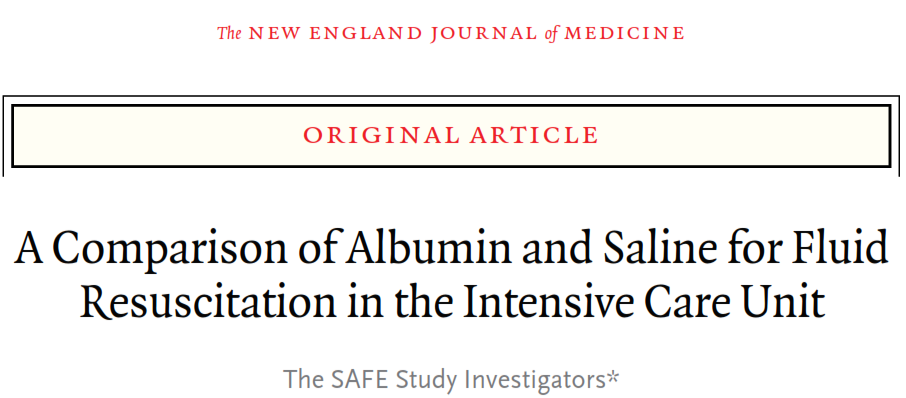 The NEW ENGLAND JOURNAL of MEDICINE
ORIGINAL ARTICLE
A Comparison of Albumin and Saline for Fluid
Resuscitation in the Intensive Care Unit
The SAFE Study Investigators*